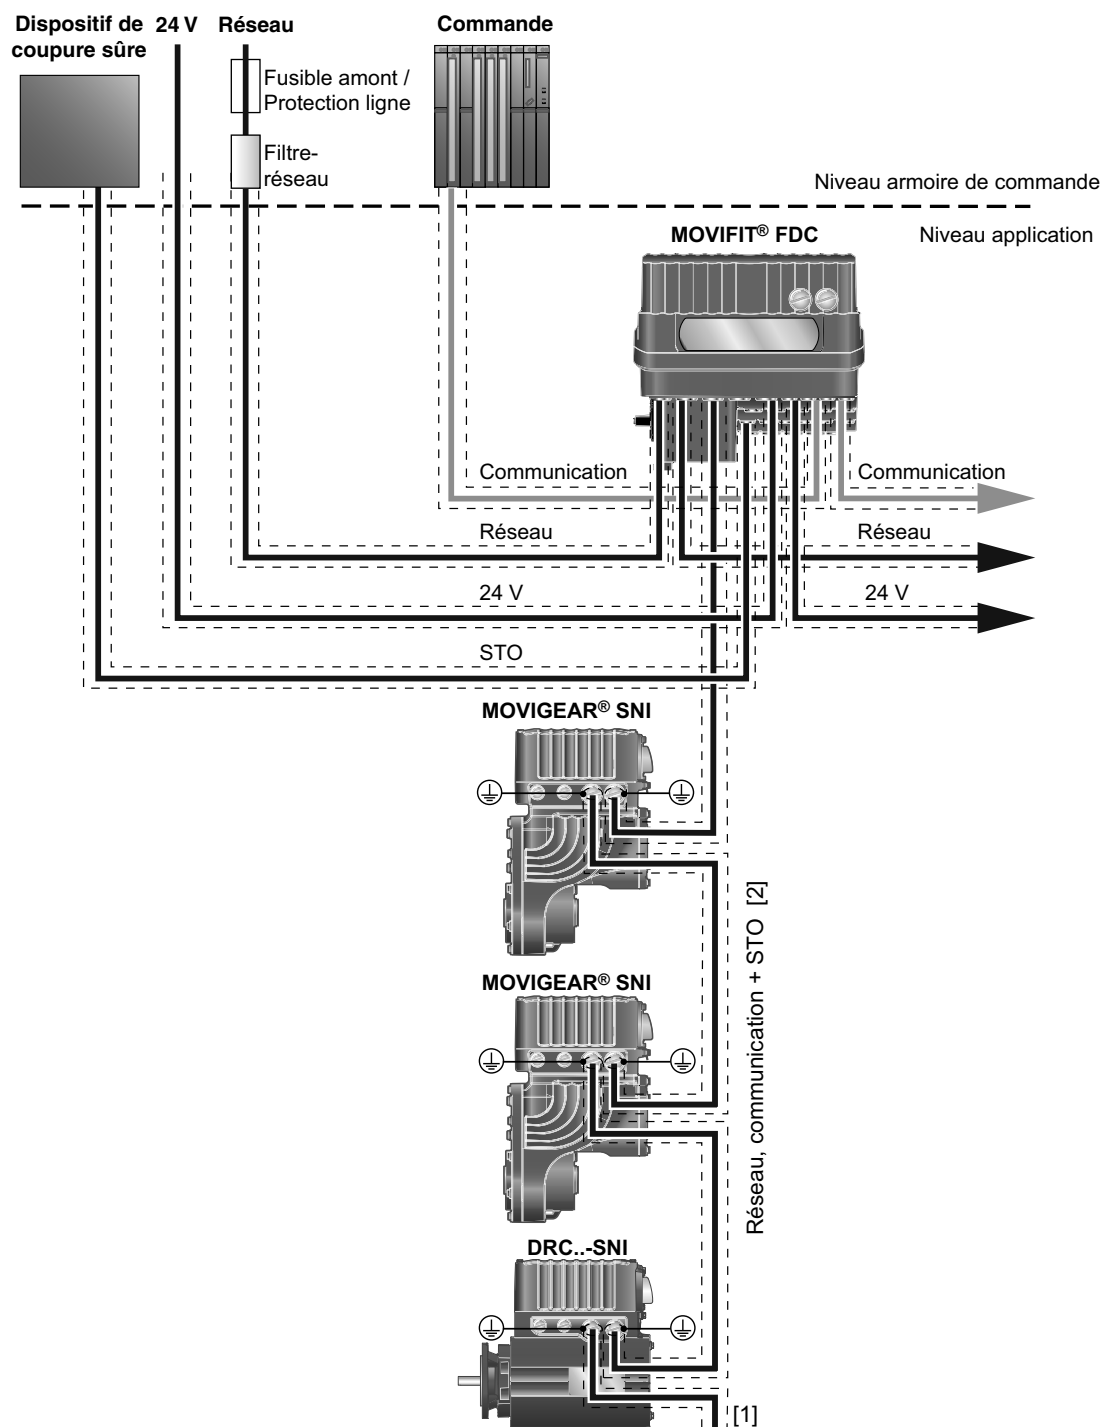 Dispositif de
coupure sûre
24 V
Réseau
Commande
Fusible amont /
Protection ligne
Filtre-
réseau
Niveau armoire de commande
MOVIFIT® FDC
Niveau application
Communication
Communication
Réseau
Réseau
24 V
24 V
STO
MOVIGEAR® SNI
Réseau, communication + STO [2]
MOVIGEAR® SNI
DRC..-SNI
[1]